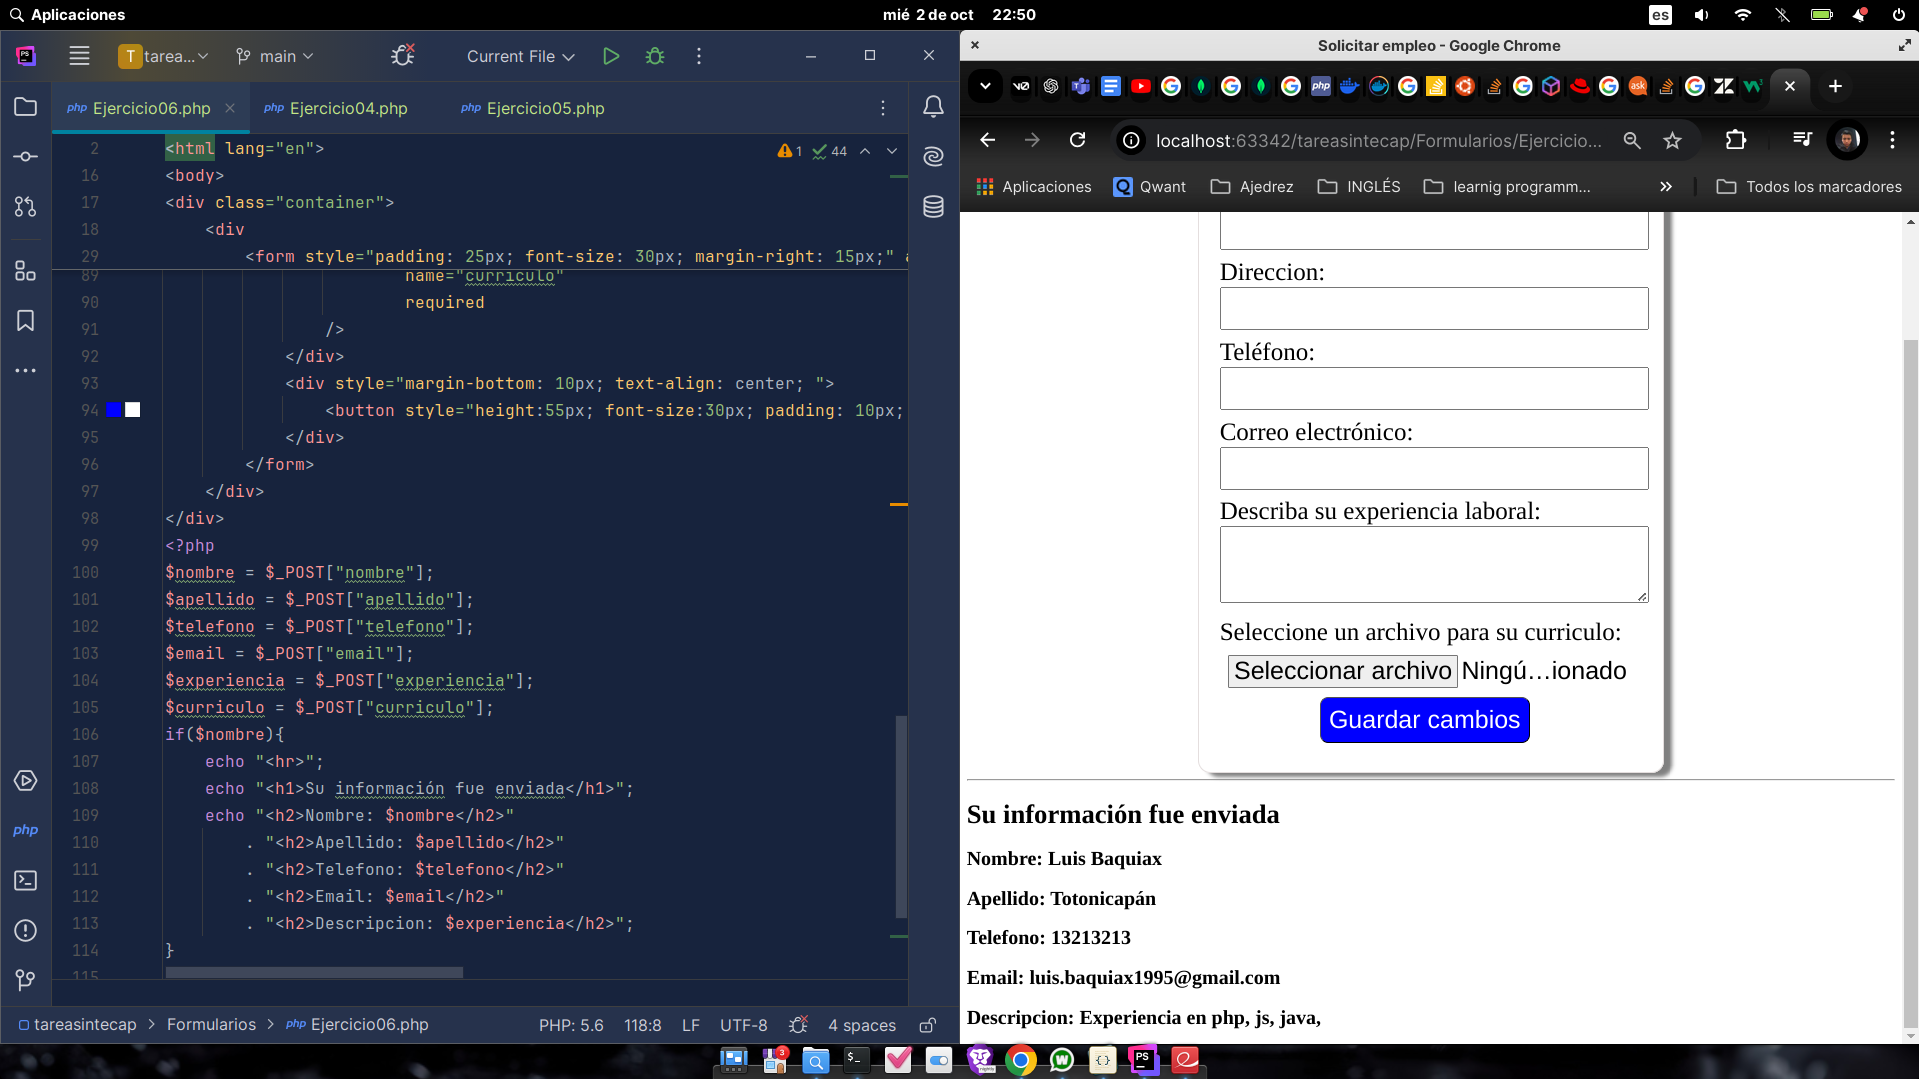 Aplicaciones
mié 2 de oct 22:50
es
T tarea...
main
Current File
php Ejercicio06.php
php Ejercicio04.php
php Ejercicio05.php
2 <html lang="en">
1 44
16 <body>
17 <div class="container">
18 <div
29 <form style="padding: 25px; font-size: 30px; margin-right: 15px;" a
89 name="curriculo"
90 required
91 />
92 </div>
93 <div style="margin-bottom: 10px; text-align: center; ">
94 <button style="height:55px; font-size:30px; padding: 10px;
95 </div>
96 </form>
97 </div>
98 </div>
99 <?php
100 $nombre = $_POST["nombre"];
101 $apellido = $_POST["apellido"];
102 $telefono = $_POST["telefono"];
103 $email = $_POST["email"];
104 $experiencia = $_POST["experiencia"];
105 $curriculo = $_POST["curriculo"];
106 if($nombre){
107 echo "<hr>";
108 echo "<h1>Su información fue enviada</h1>";
109 echo "<h2>Nombre: $nombre</h2>"
110 . "<h2>Apellido: $apellido</h2>"
111 . "<h2>Telefono: $telefono</h2>"
112 . "<h2>Email: $email</h2>"
113 . "<h2>Descripcion: $experiencia</h2>";
114 }
115
php
tareasintecap > Formularios > php Ejercicio06.php
PHP: 5.6 118:8 LF UTF-8 4 spaces
Solicitar empleo - Google Chrome
localhost:63342/tareasintecap/Formularios/Ejercicio...
Aplicaciones
Qwant
Ajedrez
INGLÉS
learnig programm...
Todos los marcadores
Direccion:
Teléfono:
Correo electrónico:
Describa su experiencia laboral:
Seleccione un archivo para su curriculo:
Seleccionar archivo Ningú…ionado
Guardar cambios
Su información fue enviada
Nombre: Luis Baquiax
Apellido: Totonicapán
Telefono: 13213213
Email: luis.baquiax1995@gmail.com
Descripcion: Experiencia en php, js, java,